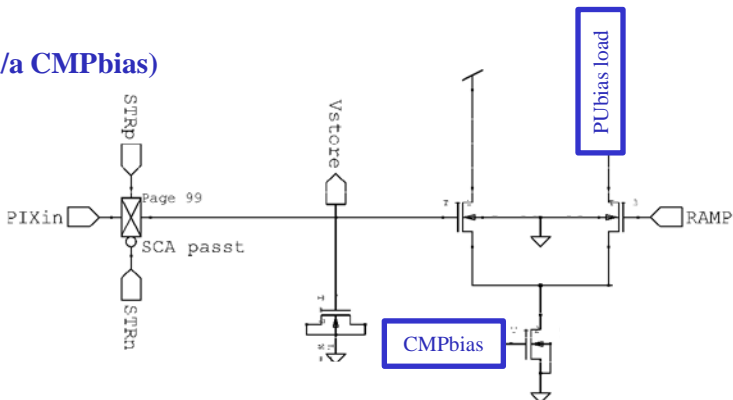 /a CMPbias)
PUbias load
STRp
Vstore
Page 99
PIXin
RAMP
SCA passt
STRn
CMPbias